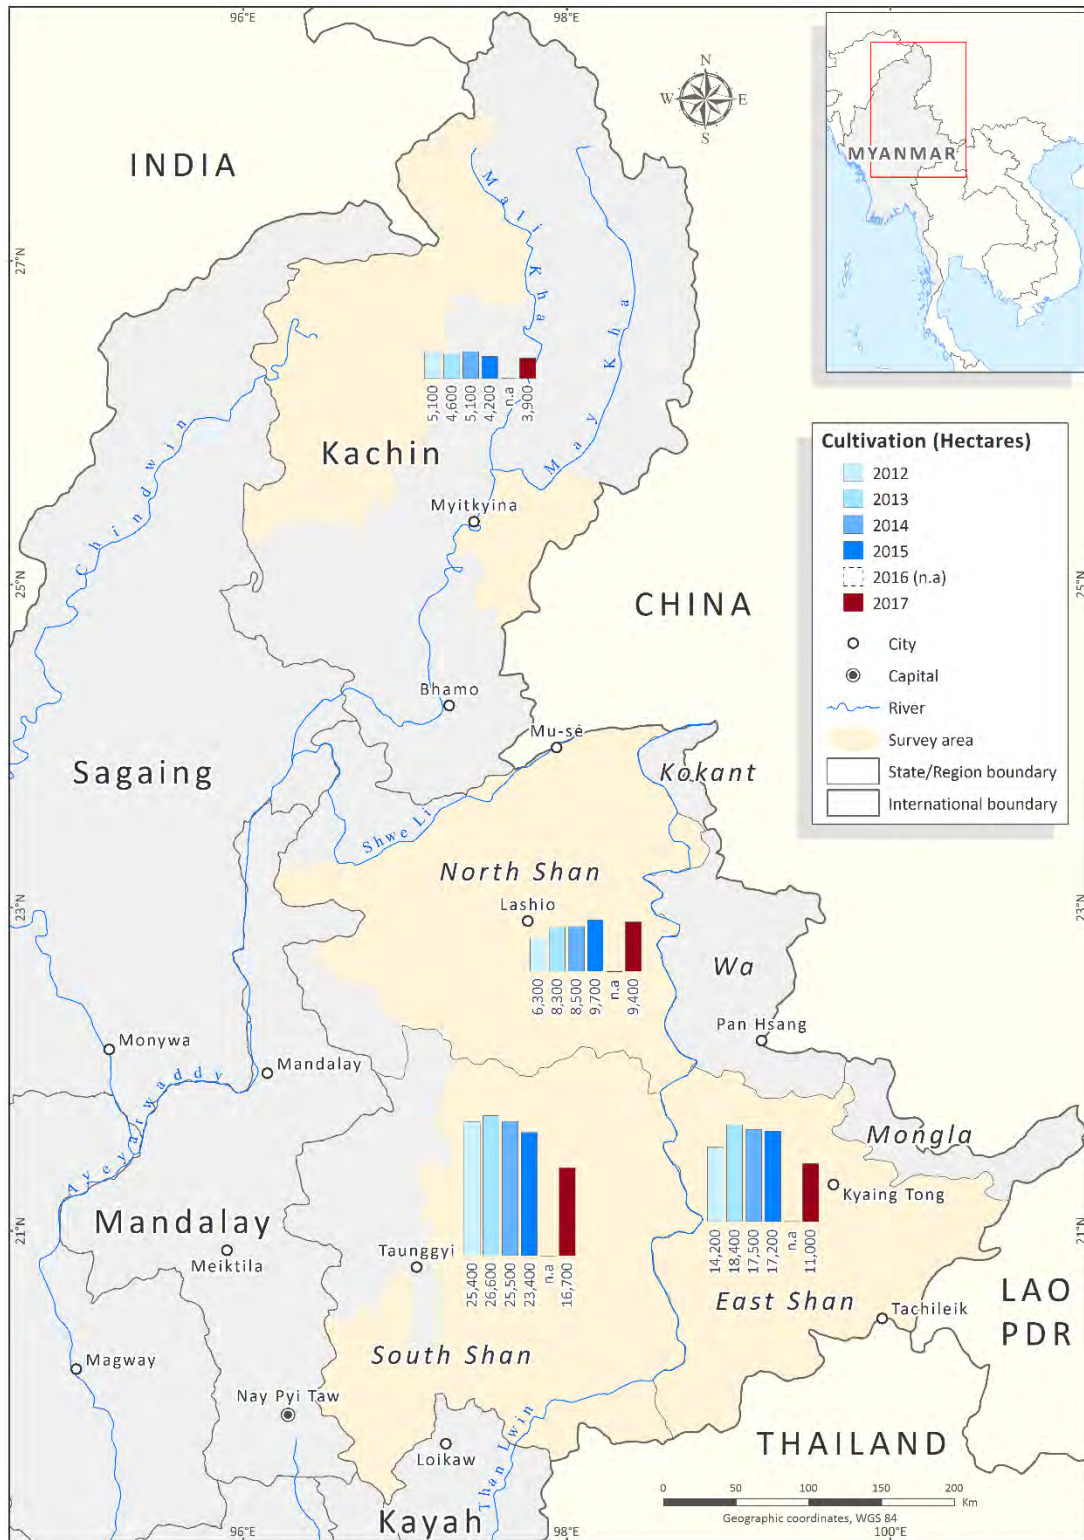 96°E
98°E
N
W
E
S
INDIA
MYANMAR
27°N
Mali Kha
May Kha
5,100
4,600
5,100
4,200
n.a
3,900
Kachin
Chindwin
Myitkyina
Cultivation (Hectares)
2012
2013
2014
2015
2016 (n.a)
2017
City
Capital
River
Survey area
State/Region boundary
International boundary
25°N
25°N
CHINA
Bhamo
Mu-sé
Sagaing
Kokant
Shwe Li
North Shan
Lashio
23°N
23°N
6,300
8,300
8,500
9,700
n.a
9,400
Wa
Pan Hsang
Monywa
Mandalay
Ayeyarwaddy
Mongla
Kyaing Tong
Mandalay
Meiktila
Taunggyi
21°N
21°N
25,400
26,600
25,500
23,400
n.a
16,700
14,200
18,400
17,500
17,200
n.a
11,000
East Shan
Tachileik
LAO
PDR
South Shan
Magway
Nay Pyi Taw
Loikaw
Than Lwin
THAILAND
Kayah
0
50
100
150
200
Km
Geographic coordinates, WGS 84
96°E
98°E
100°E